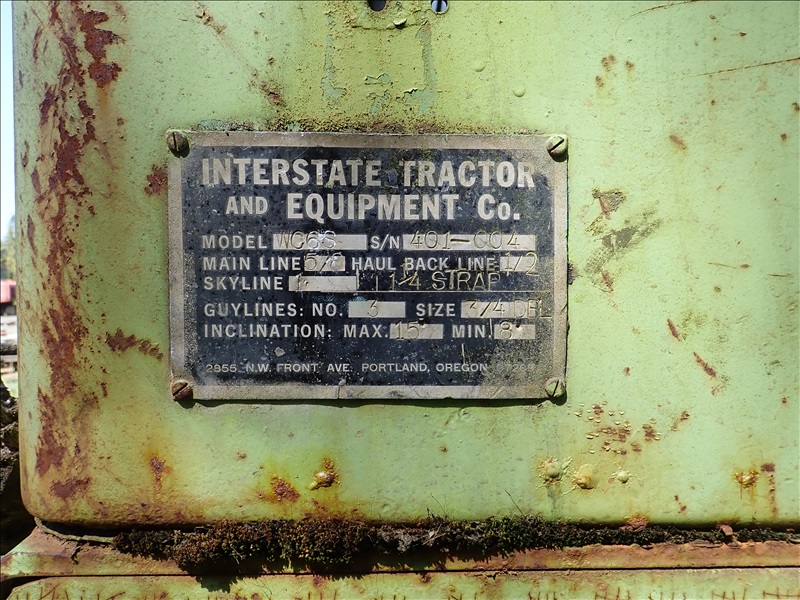 INTERSTATE TRACTOR
AND EQUIPMENT Co.
MODEL S/N 401-C04
MAIN LINE 5/8 HAUL BACK LINE 1/2
SKYLINE 1 1/4 STRAP
GUYLINES: NO. 3 SIZE 3/4
INCLINATION: MAX. 15° MIN. 8°
2855 N.W. FRONT AVE. PORTLAND, OREGON